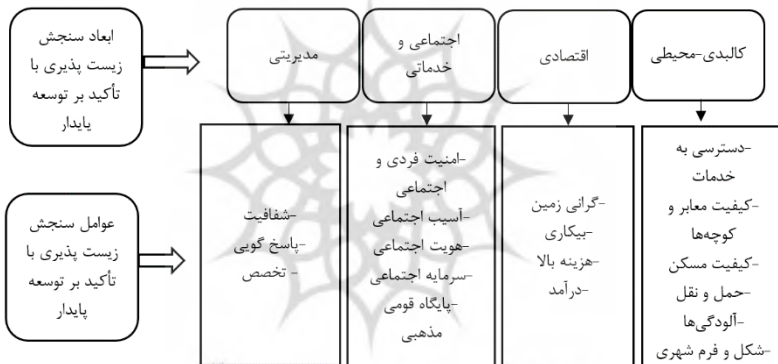 ابعاد سنجش
زیست پذیری با
تأکید بر توسعه
پایدار
کالبدی-محیطی
اقتصادی
اجتماعی و
خدماتی
مدیریتی
عوامل سنجش
زیست پذیری با
تأکید بر توسعه
پایدار
-دسترسی به
خدمات
-کیفیت معابر و
کوچه‌ها
-کیفیت مسکن
-حمل و نقل
-آلودگی‌ها
-شکل و فرم شهری
-گرانی زمین
-بیکاری
-هزینه بالا
-درآمد
-امنیت فردی و
اجتماعی
-آسیب اجتماعی
-هویت اجتماعی
-سرمایه اجتماعی
-پایگاه قومی
مذهبی
-شفافیت
-پاسخ گویی
- تخصص